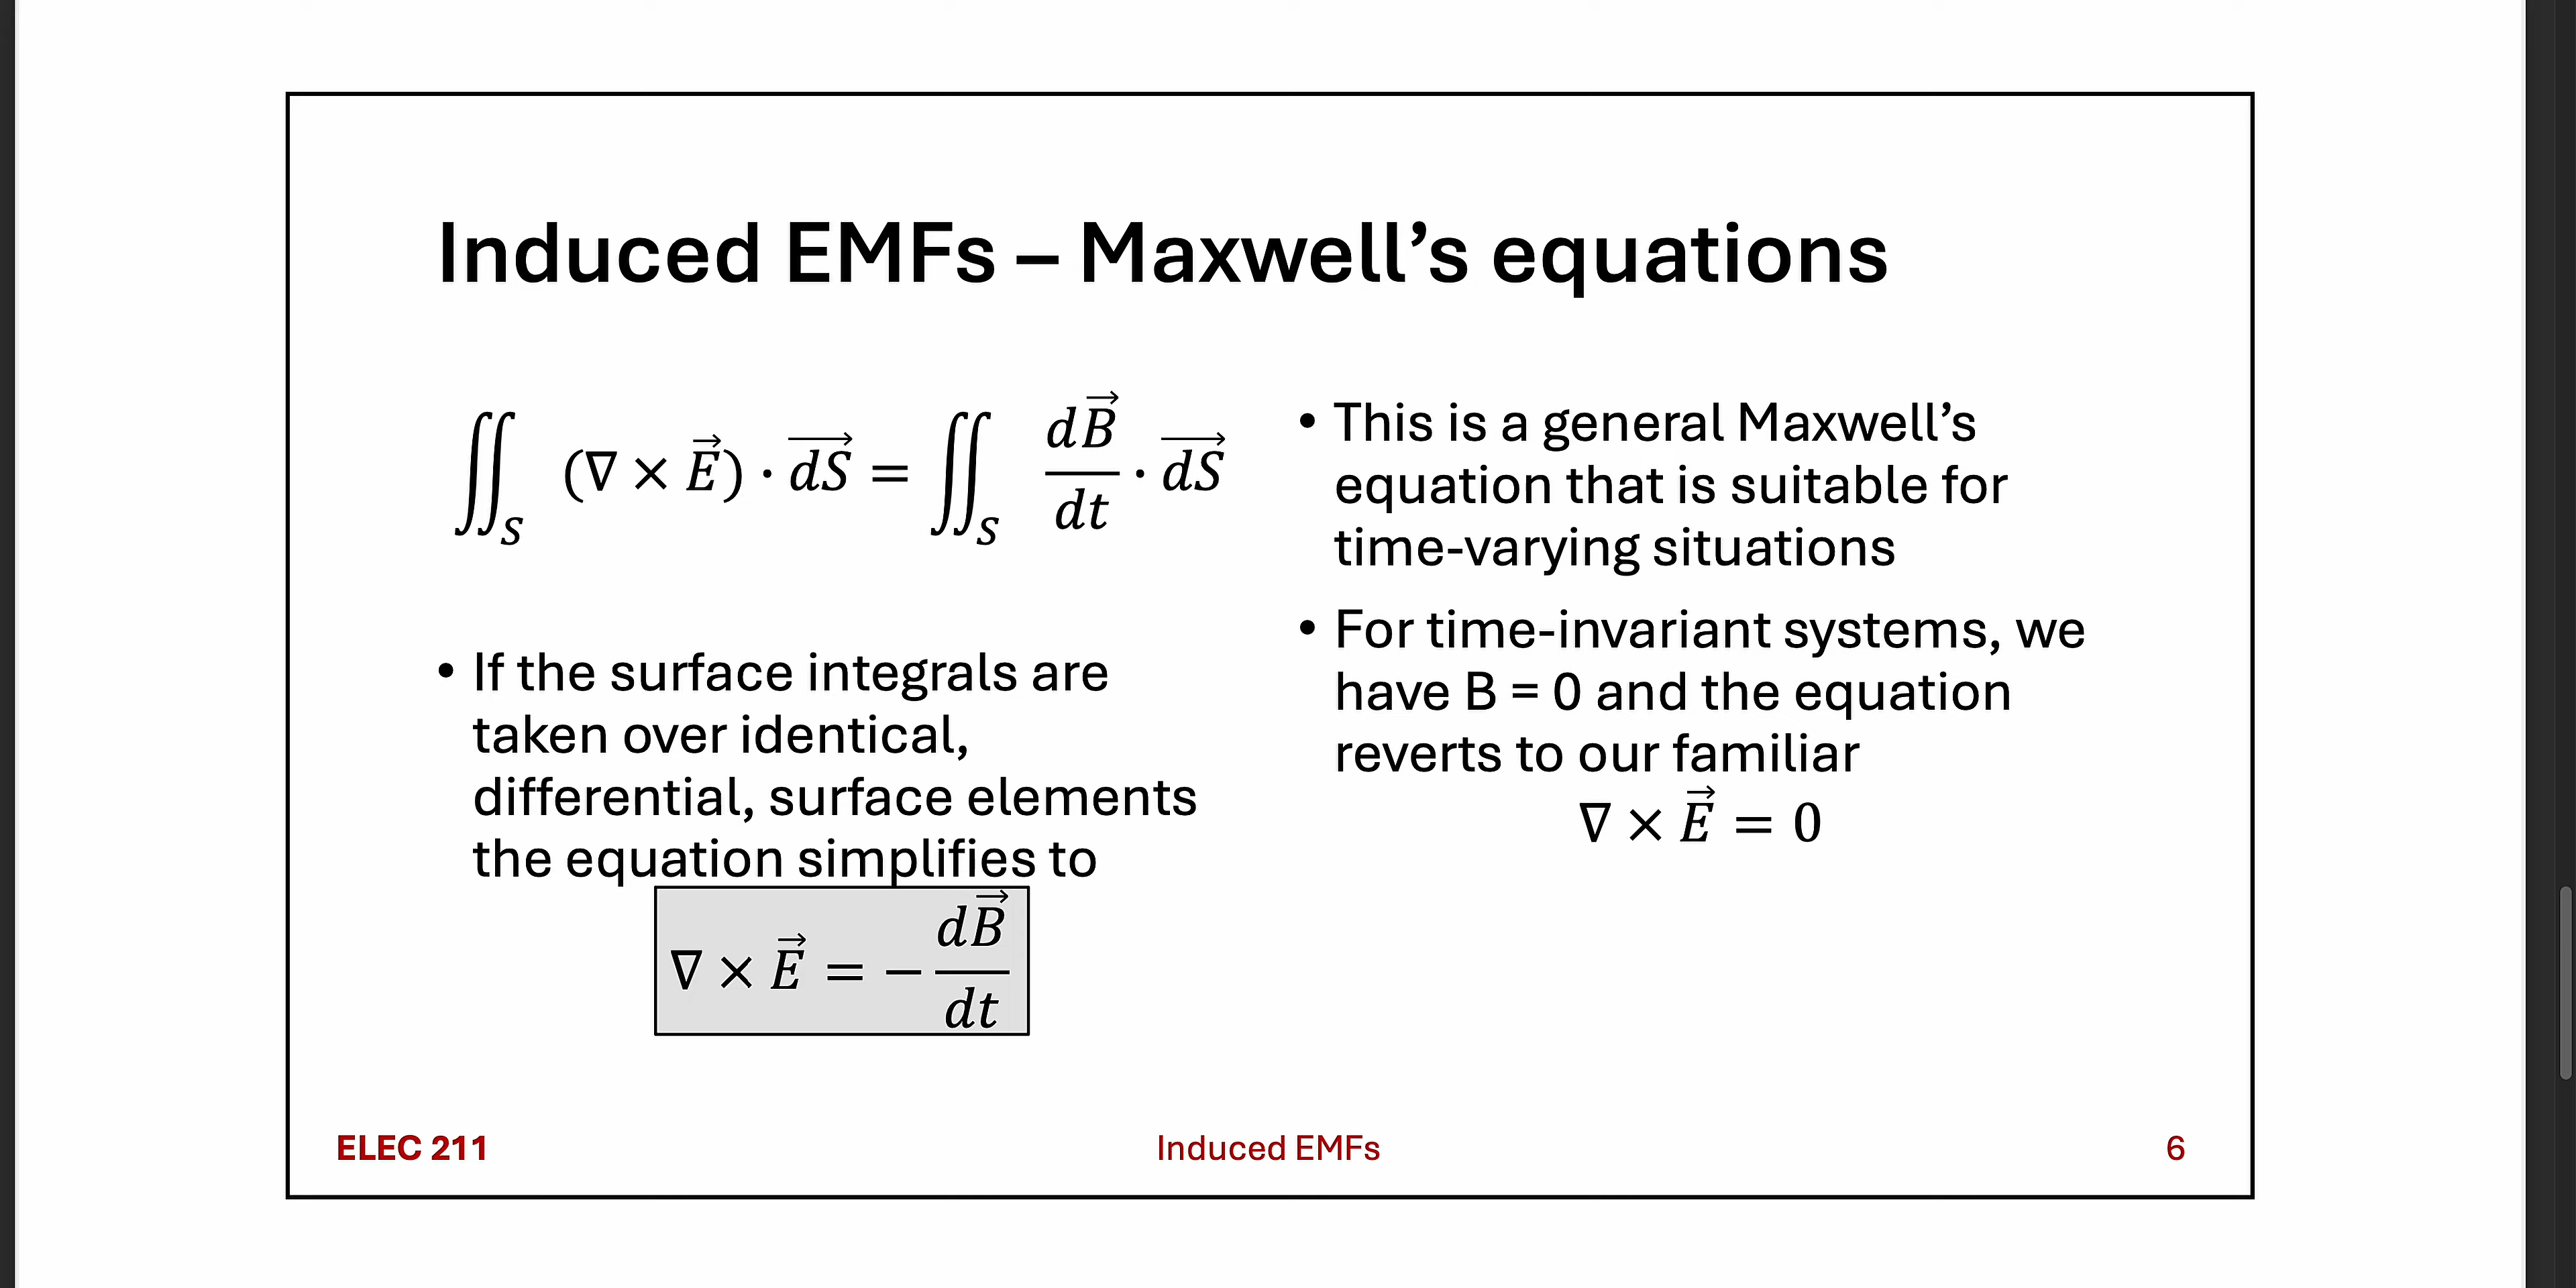 Induced EMFs – Maxwell’s equations
∬_S (∇ × E⃗) · dS⃗ = ∬_S dB⃗/dt · dS⃗
• If the surface integrals are
taken over identical,
differential, surface elements
the equation simplifies to
∇ × E⃗ = − dB⃗/dt
• This is a general Maxwell’s
equation that is suitable for
time-varying situations
• For time-invariant systems, we
have B = 0 and the equation
reverts to our familiar
∇ × E⃗ = 0
ELEC 211
Induced EMFs
6